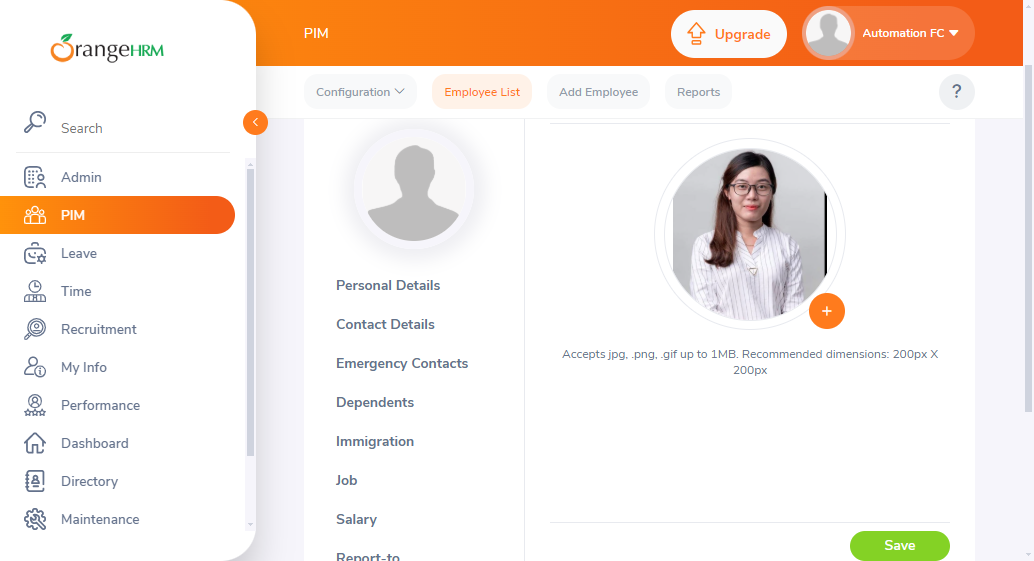 OrangeHRM
Search
Admin
PIM
Leave
Time
Recruitment
My Info
Performance
Dashboard
Directory
Maintenance
PIM
Upgrade
Automation FC
Configuration
Employee List
Add Employee
Reports
?
Personal Details
Contact Details
Emergency Contacts
Dependents
Immigration
Job
Salary
Report-to
+
Accepts jpg, .png, .gif up to 1MB. Recommended dimensions: 200px X
200px
Save